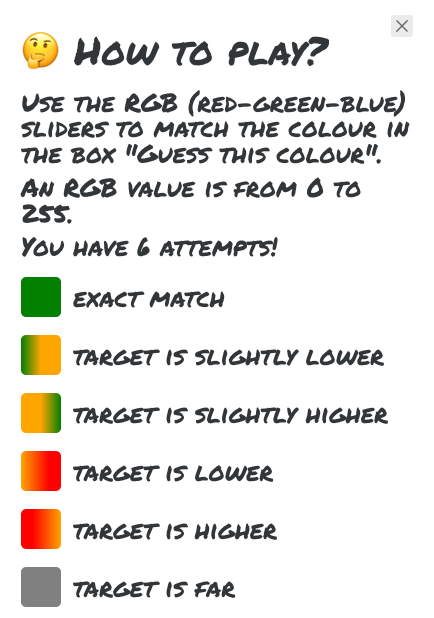 How to play?
Use the RGB (red-green-blue)
sliders to match the colour in
the box "Guess this colour".
An RGB value is from 0 to
255.
You have 6 attempts!
exact match
target is slightly lower
target is slightly higher
target is lower
target is higher
target is far